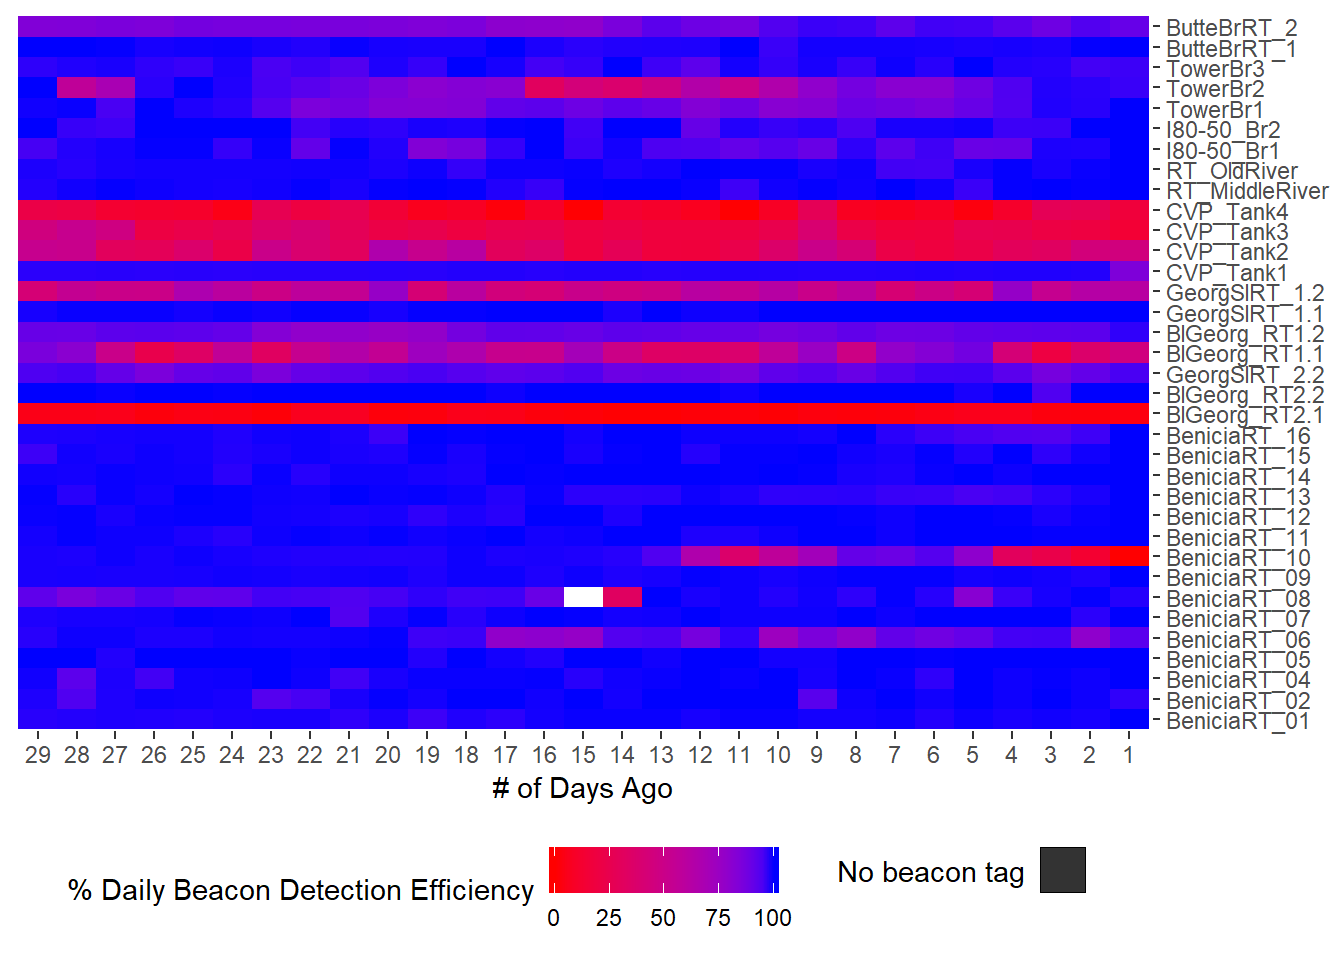 ButteBrRT_2
ButteBrRT_1
TowerBr3
TowerBr2
TowerBr1
I80-50_Br2
I80-50_Br1
RT_OldRiver
RT_MiddleRiver
CVP_Tank4
CVP_Tank3
CVP_Tank2
CVP_Tank1
GeorgSlRT_1.2
GeorgSlRT_1.1
BlGeorg_RT1.2
BlGeorg_RT1.1
GeorgSlRT_2.2
BlGeorg_RT2.2
BlGeorg_RT2.1
BeniciaRT_16
BeniciaRT_15
BeniciaRT_14
BeniciaRT_13
BeniciaRT_12
BeniciaRT_11
BeniciaRT_10
BeniciaRT_09
BeniciaRT_08
BeniciaRT_07
BeniciaRT_06
BeniciaRT_05
BeniciaRT_04
BeniciaRT_02
BeniciaRT_01
29 28 27 26 25 24 23 22 21 20 19 18 17 16 15 14 13 12 11 10 9 8 7 6 5 4 3 2 1
# of Days Ago
% Daily Beacon Detection Efficiency
0 25 50 75 100
No beacon tag